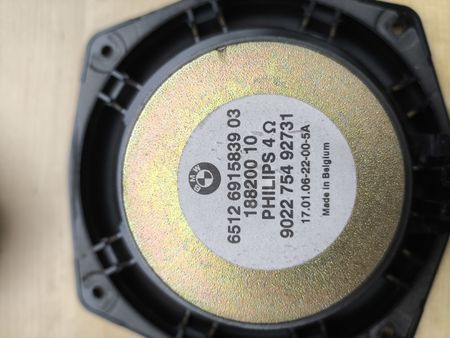 BMW
6512 6915839 03
188200 10
PHILIPS 4 Ω
9022 754 92731
17.01.06-22-00-5A
Made in Belgium